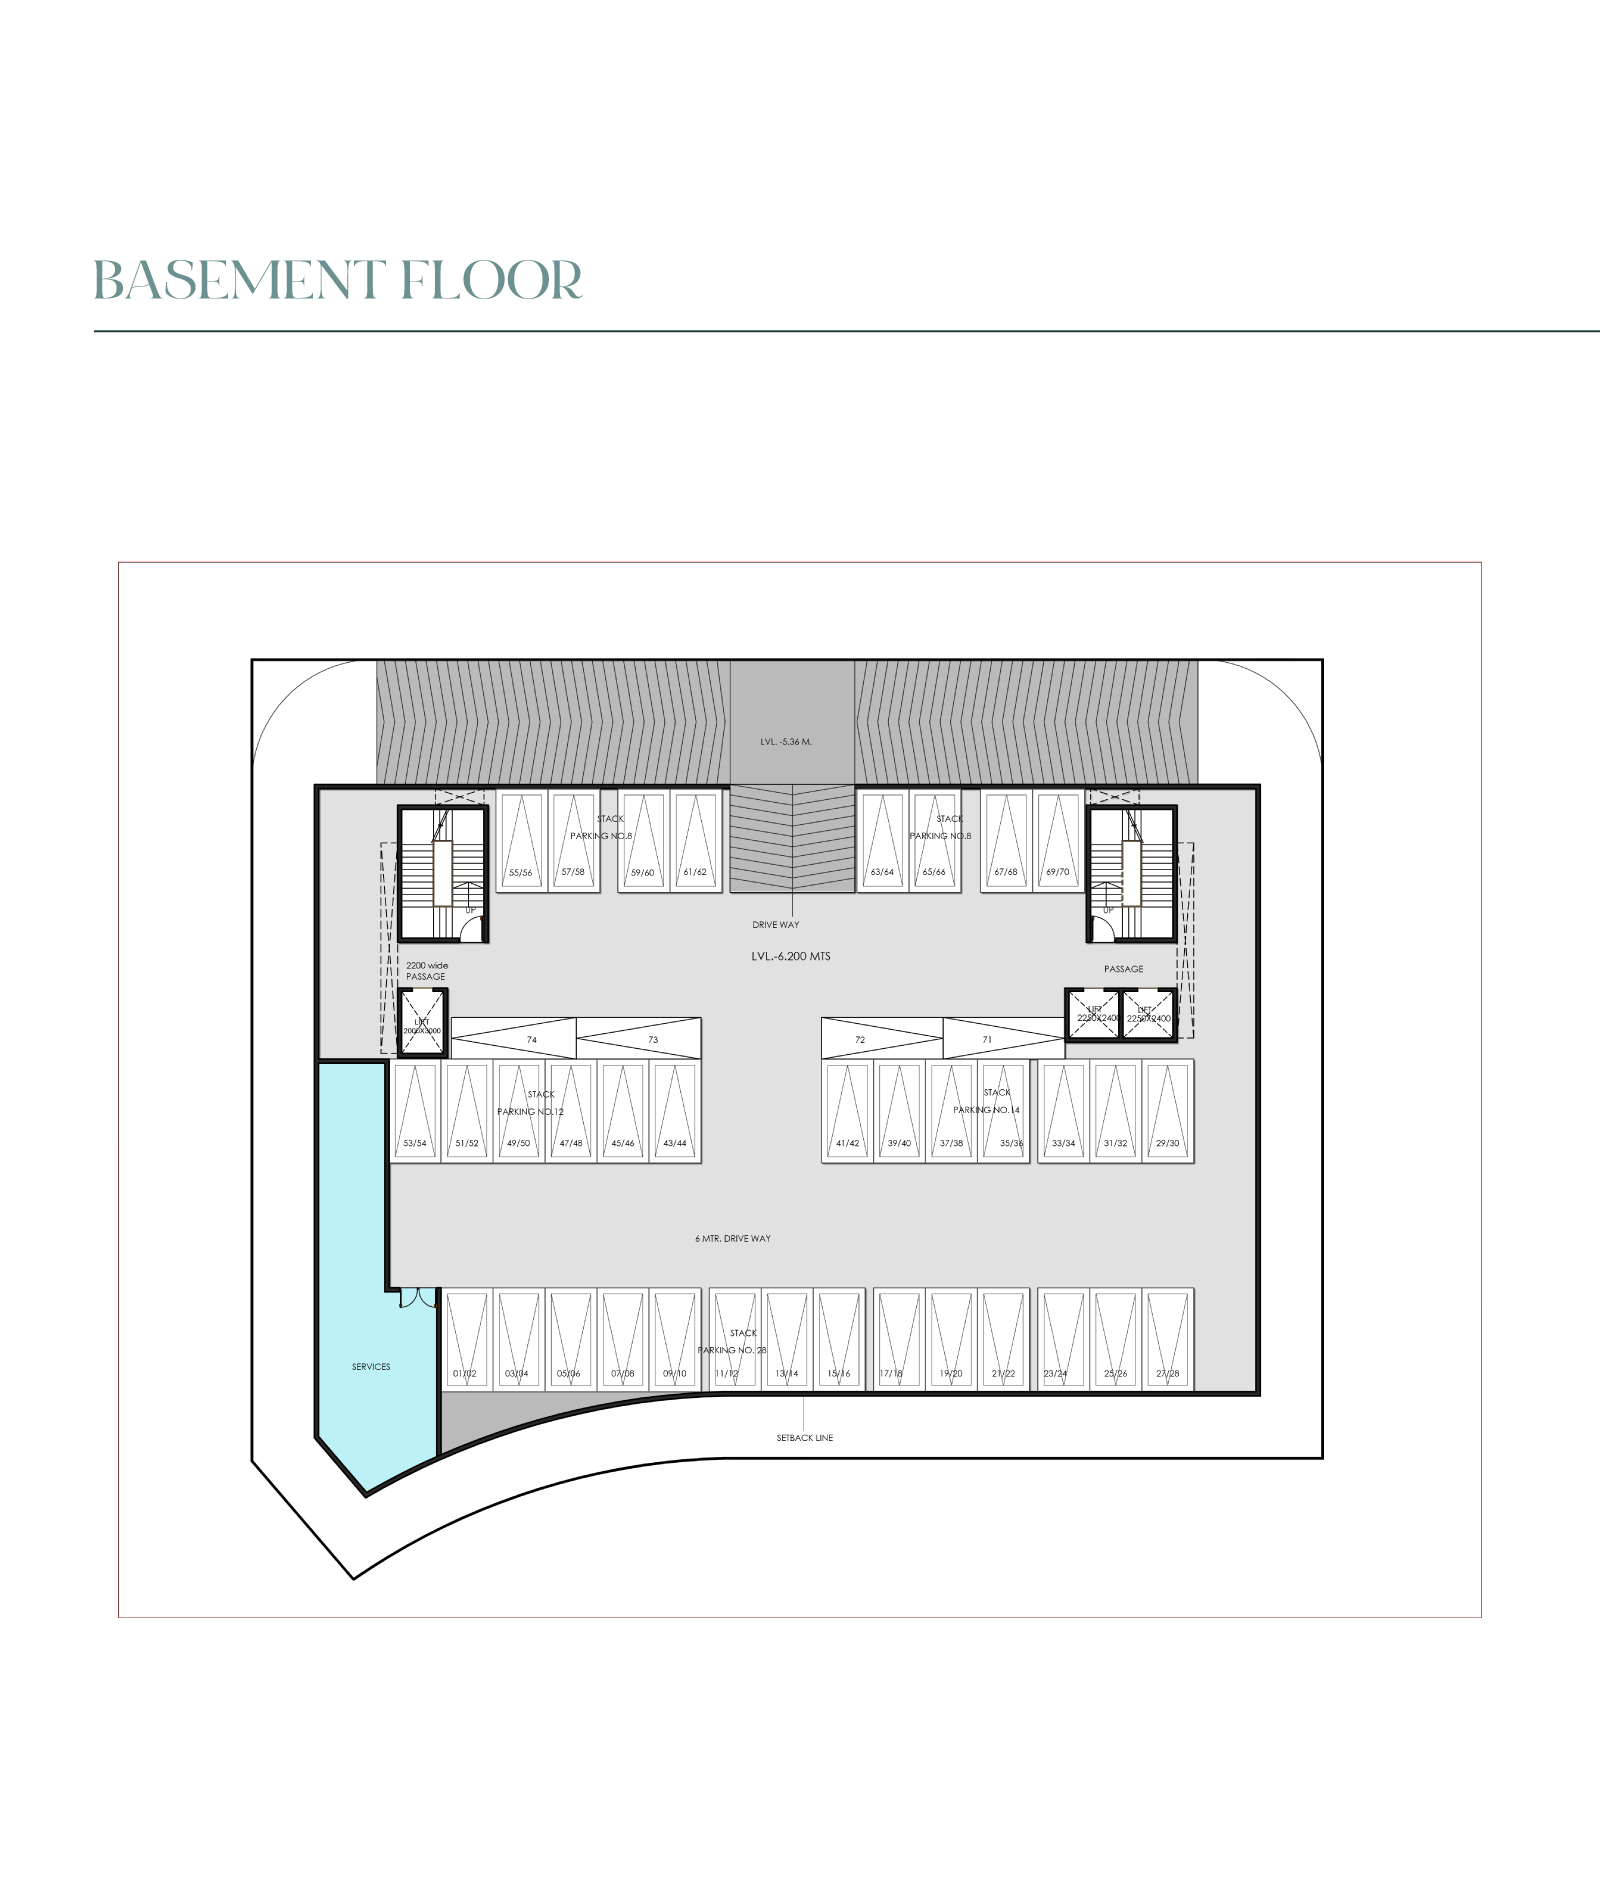 BASEMENT FLOOR
LVL. -5.36 M.
STACK
PARKING NO.8
55/56
57/58
59/60
61/62
STACK
PARKING NO.8
63/64
65/66
67/68
69/70
UP
UP
DRIVE WAY
LVL.-6.200 MTS
2200 wide
PASSAGE
PASSAGE
LIFT
2000X3000
LIFT
2250X2400
LIFT
2250X2400
74
73
72
71
STACK
PARKING NO.12
53/54
51/52
49/50
47/48
45/46
43/44
STACK
PARKING NO.14
41/42
39/40
37/38
35/36
33/34
31/32
29/30
6 MTR. DRIVE WAY
STACK
PARKING NO. 28
01/02
03/04
05/06
07/08
09/10
11/12
13/14
15/16
17/18
19/20
21/22
23/24
25/26
27/28
SERVICES
SETBACK LINE